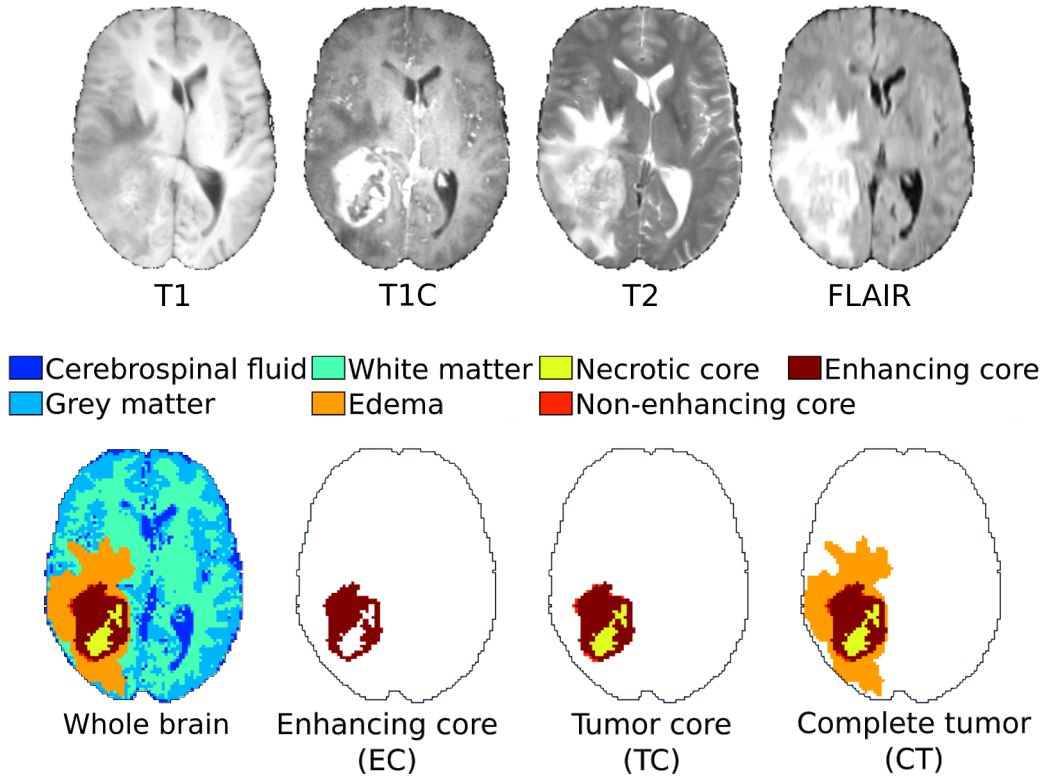 T1 T1C T2 FLAIR
Cerebrospinal fluid White matter Necrotic core Enhancing core
Grey matter Edema Non-enhancing core
Whole brain Enhancing core Tumor core Complete tumor
(EC) (TC) (CT)